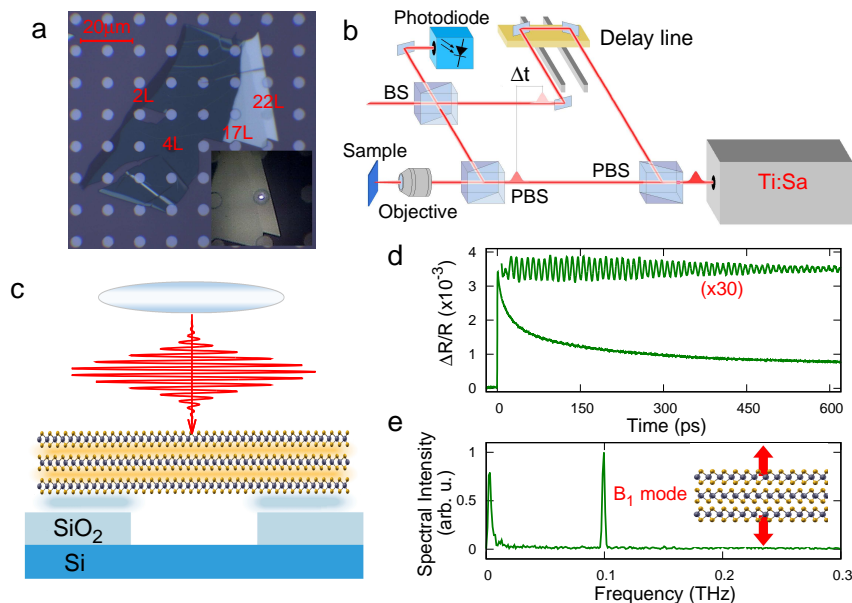 a
20um
2L
22L
17L
4L
b
Photodiode
Delay line
Δt
BS
Sample
PBS
PBS
Ti:Sa
Objective
c
SiO2
Si
d
ΔR/R (x10-3)
4
3
2
1
0
(x30)
0 150 300 450 600
Time (ps)
e
Spectral Intensity
(arb. u.)
1
0.5
0
B1 mode
0 0.1 0.2 0.3
Frequency (THz)